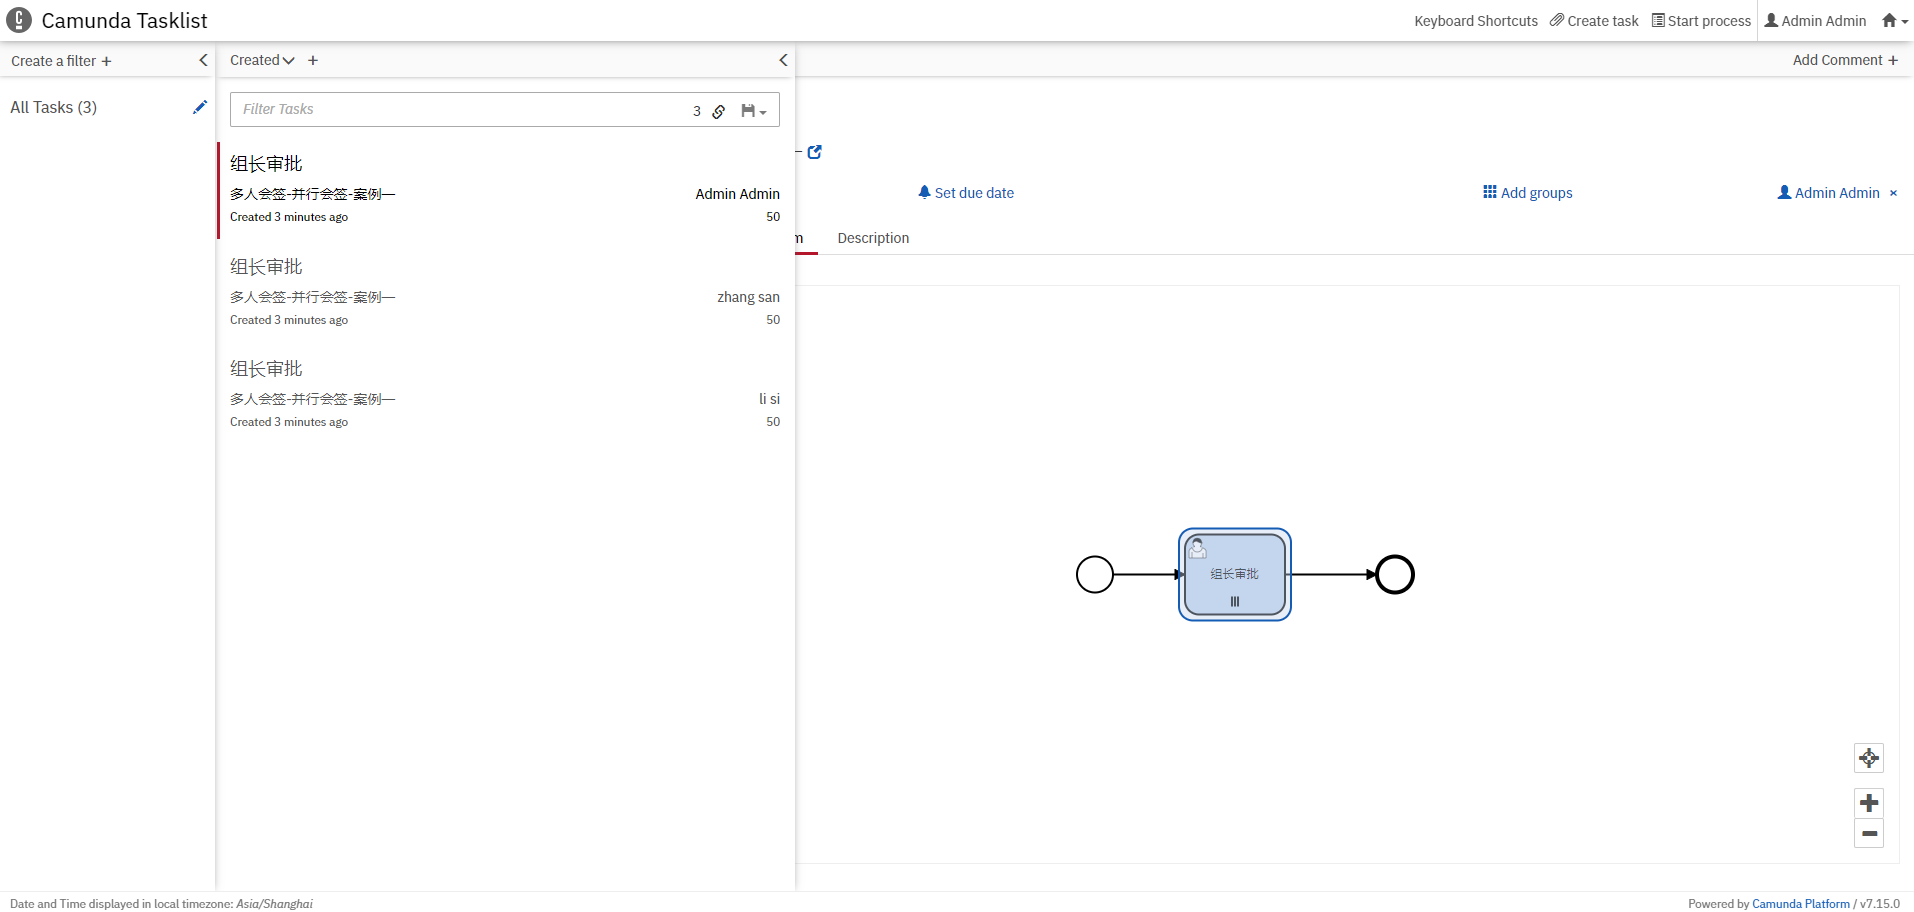 Camunda Tasklist
Keyboard Shortcuts Create task Start process Admin Admin
Create a filter +
Created +
Add Comment +
All Tasks (3)
Filter Tasks 3
组长审批
多人会签-并行会签-案例一 Admin Admin
Created 3 minutes ago 50
组长审批
多人会签-并行会签-案例一 zhang san
Created 3 minutes ago 50
组长审批
多人会签-并行会签-案例一 li si
Created 3 minutes ago 50
Set due date Add groups Admin Admin ×
m Description
组长审批
Date and Time displayed in local timezone: Asia/Shanghai
Powered by Camunda Platform / v7.15.0